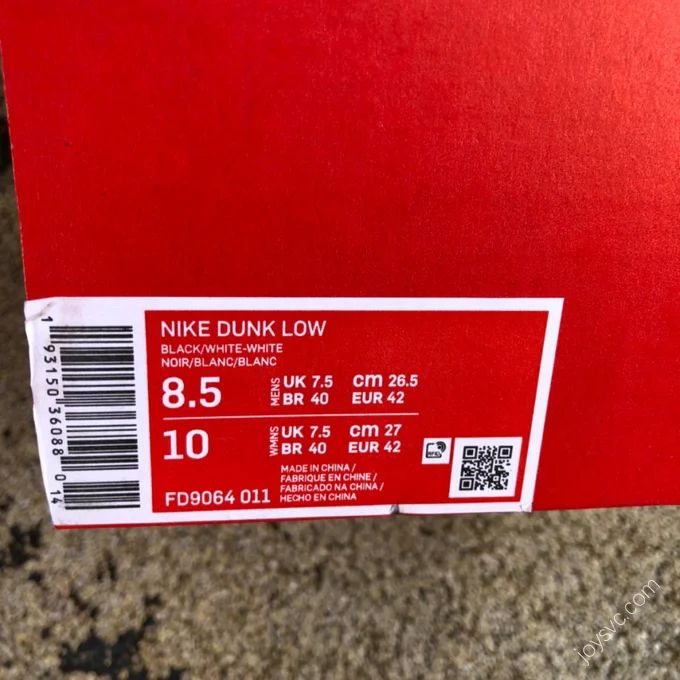 1 93150 36088 0 14
NIKE DUNK LOW
BLACK/WHITE-WHITE
NOIR/BLANC/BLANC
8.5
MENS
UK 7.5 cm 26.5
BR 40 EUR 42
10
WMNS
UK 7.5 cm 27
BR 40 EUR 42
FD9064 011
MADE IN CHINA /
FABRIQUE EN CHINE /
FABRICADO NA CHINA /
HECHO EN CHINA
joysvc.com